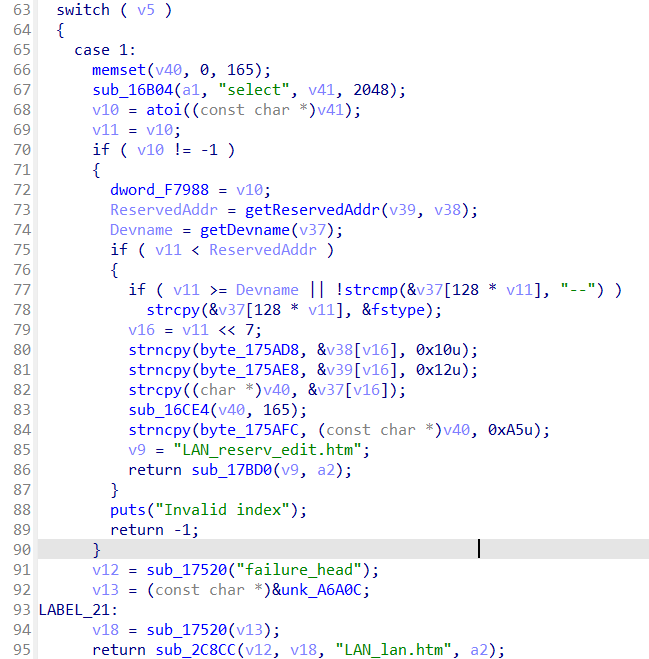 63 switch ( v5 )
64 {
65 case 1:
66 memset(v40, 0, 165);
67 sub_16B04(a1, "select", v41, 2048);
68 v10 = atoi((const char *)v41);
69 v11 = v10;
70 if ( v10 != -1 )
71 {
72 dword_F7988 = v10;
73 ReservedAddr = getReservedAddr(v39, v38);
74 Devname = getDevname(v37);
75 if ( v11 < ReservedAddr )
76 {
77 if ( v11 >= Devname || !strcmp(&v37[128 * v11], "--") )
78 strcpy(&v37[128 * v11], &fstype);
79 v16 = v11 << 7;
80 strncpy(byte_175AD8, &v38[v16], 0x10u);
81 strncpy(byte_175AE8, &v39[v16], 0x12u);
82 strcpy((char *)v40, &v37[v16]);
83 sub_16CE4(v40, 165);
84 strncpy(byte_175AFC, (const char *)v40, 0xA5u);
85 v9 = "LAN_reserv_edit.htm";
86 return sub_17BD0(v9, a2);
87 }
88 puts("Invalid index");
89 return -1;
90 }
91 v12 = sub_17520("failure_head");
92 v13 = (const char *)&unk_A6A0C;
93 LABEL_21:
94 v18 = sub_17520(v13);
95 return sub_2C8CC(v12, v18, "LAN_lan.htm", a2);